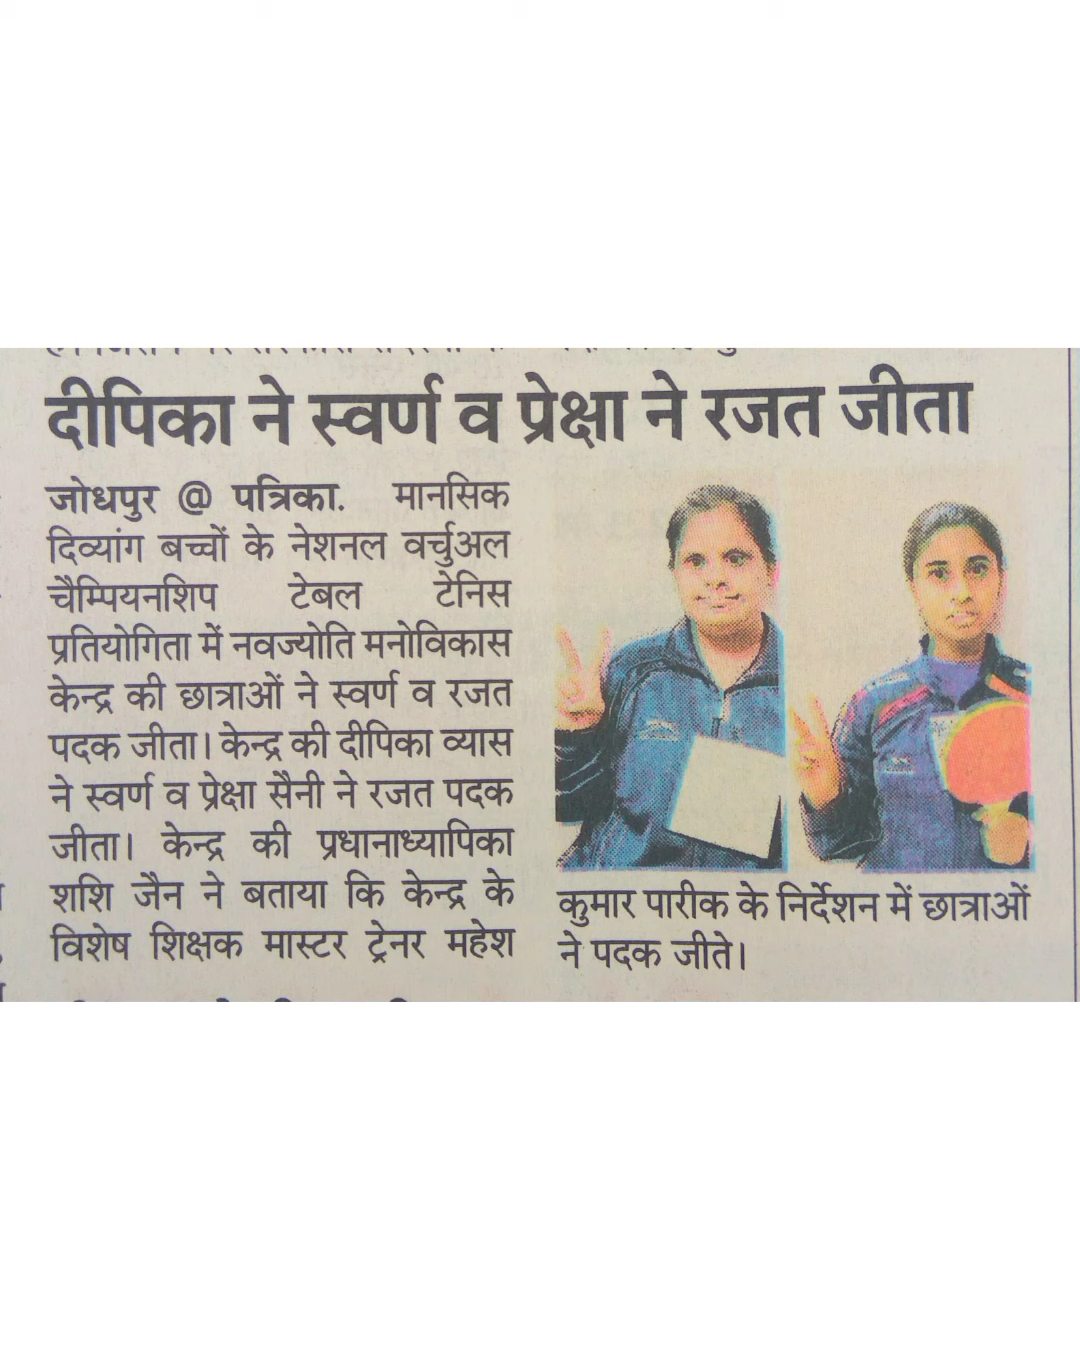 दीपिका ने स्वर्ण व प्रेक्षा ने रजत जीता
जोधपुर @ पत्रिका. मानसिक
दिव्यांग बच्चों के नेशनल वर्चुअल
चैम्पियनशिप टेबल टेनिस
प्रतियोगिता में नवज्योति मनोविकास
केन्द्र की छात्राओं ने स्वर्ण व रजत
पदक जीता। केन्द्र की दीपिका व्यास
ने स्वर्ण व प्रेक्षा सैनी ने रजत पदक
जीता। केन्द्र की प्रधानाध्यापिका
शशि जैन ने बताया कि केन्द्र के
विशेष शिक्षक मास्टर ट्रेनर महेश
कुमार पारीक के निर्देशन में छात्राओं
ने पदक जीते।